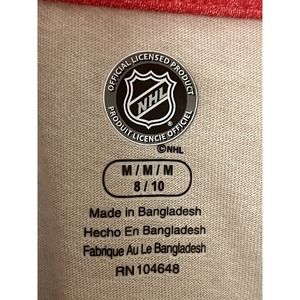 OFFICIAL LICENSED PRODUCT
NHL
PRODUIT LICENCIE OFFICIEL
©NHL
M / M / M
8 / 10
Made in Bangladesh
Hecho En Bangladesh
Fabrique Au Le Bangladesh
RN 104648